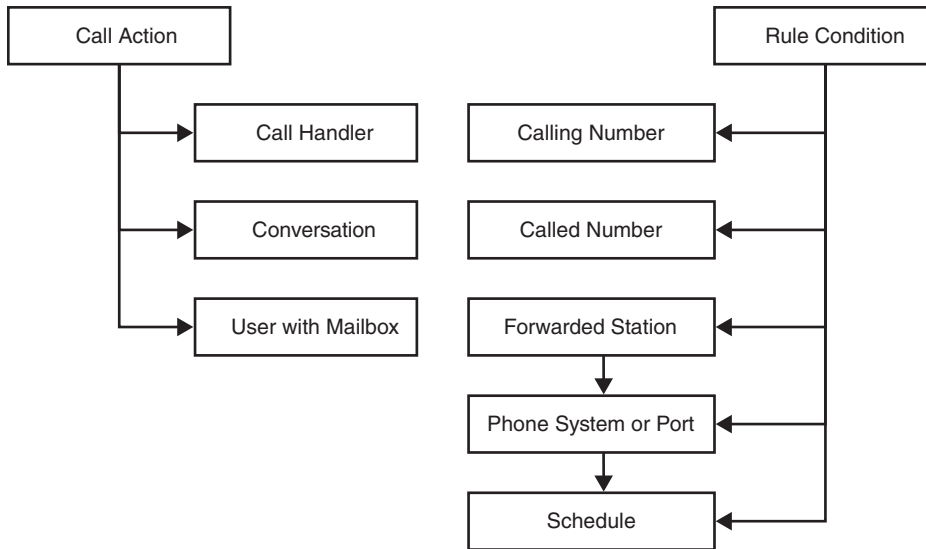 Call Action
Rule Condition
Call Handler
Calling Number
Conversation
Called Number
User with Mailbox
Forwarded Station
Phone System or Port
Schedule